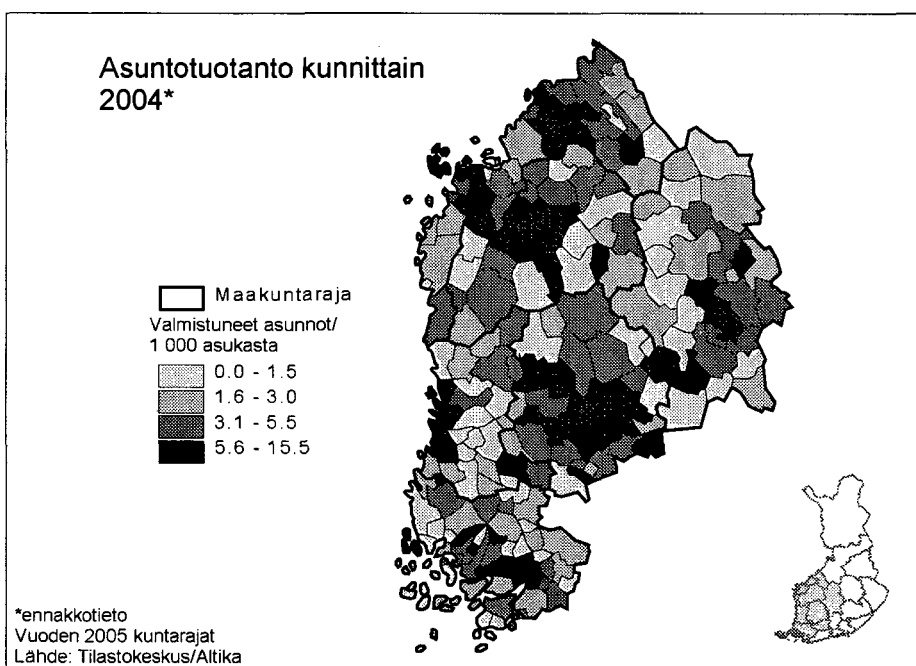 Asuntotuotanto kunnittain
2004*
Maakuntaraja
Valmistuneet asunnot/
1 000 asukasta
0.0 - 1.5
1.6 - 3.0
3.1 - 5.5
5.6 - 15.5
*ennakkotieto
Vuoden 2005 kuntarajat
Lähde: Tilastokeskus/Altika